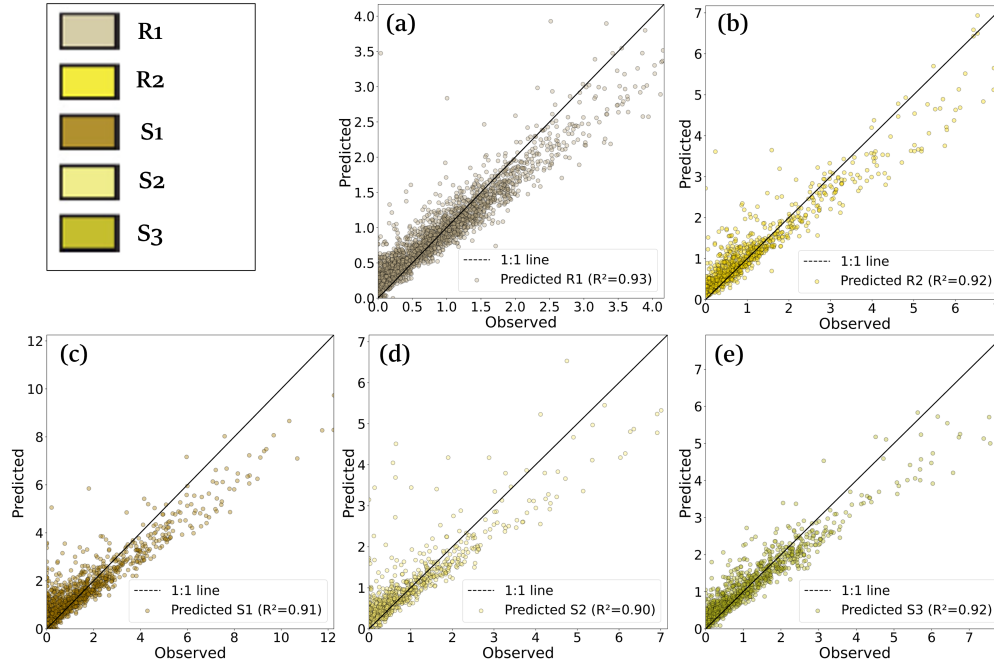 R1
R2
S1
S2
S3
(a)
4.0
3.5
3.0
2.5
2.0
1.5
1.0
0.5
0.0
Predicted
1:1 line
Predicted R1 (R²=0.93)
0.0 0.5 1.0 1.5 2.0 2.5 3.0 3.5 4.0
Observed
(b)
7
6
5
4
3
2
1
0
Predicted
1:1 line
Predicted R2 (R²=0.92)
0 1 2 3 4 5 6
Observed
(c)
12
10
8
6
4
2
0
Predicted
1:1 line
Predicted S1 (R²=0.91)
0 2 4 6 8 10 12
Observed
(d)
7
6
5
4
3
2
1
0
Predicted
1:1 line
Predicted S2 (R²=0.90)
0 1 2 3 4 5 6 7
Observed
(e)
7
6
5
4
3
2
1
0
Predicted
1:1 line
Predicted S3 (R²=0.92)
0 1 2 3 4 5 6 7
Observed